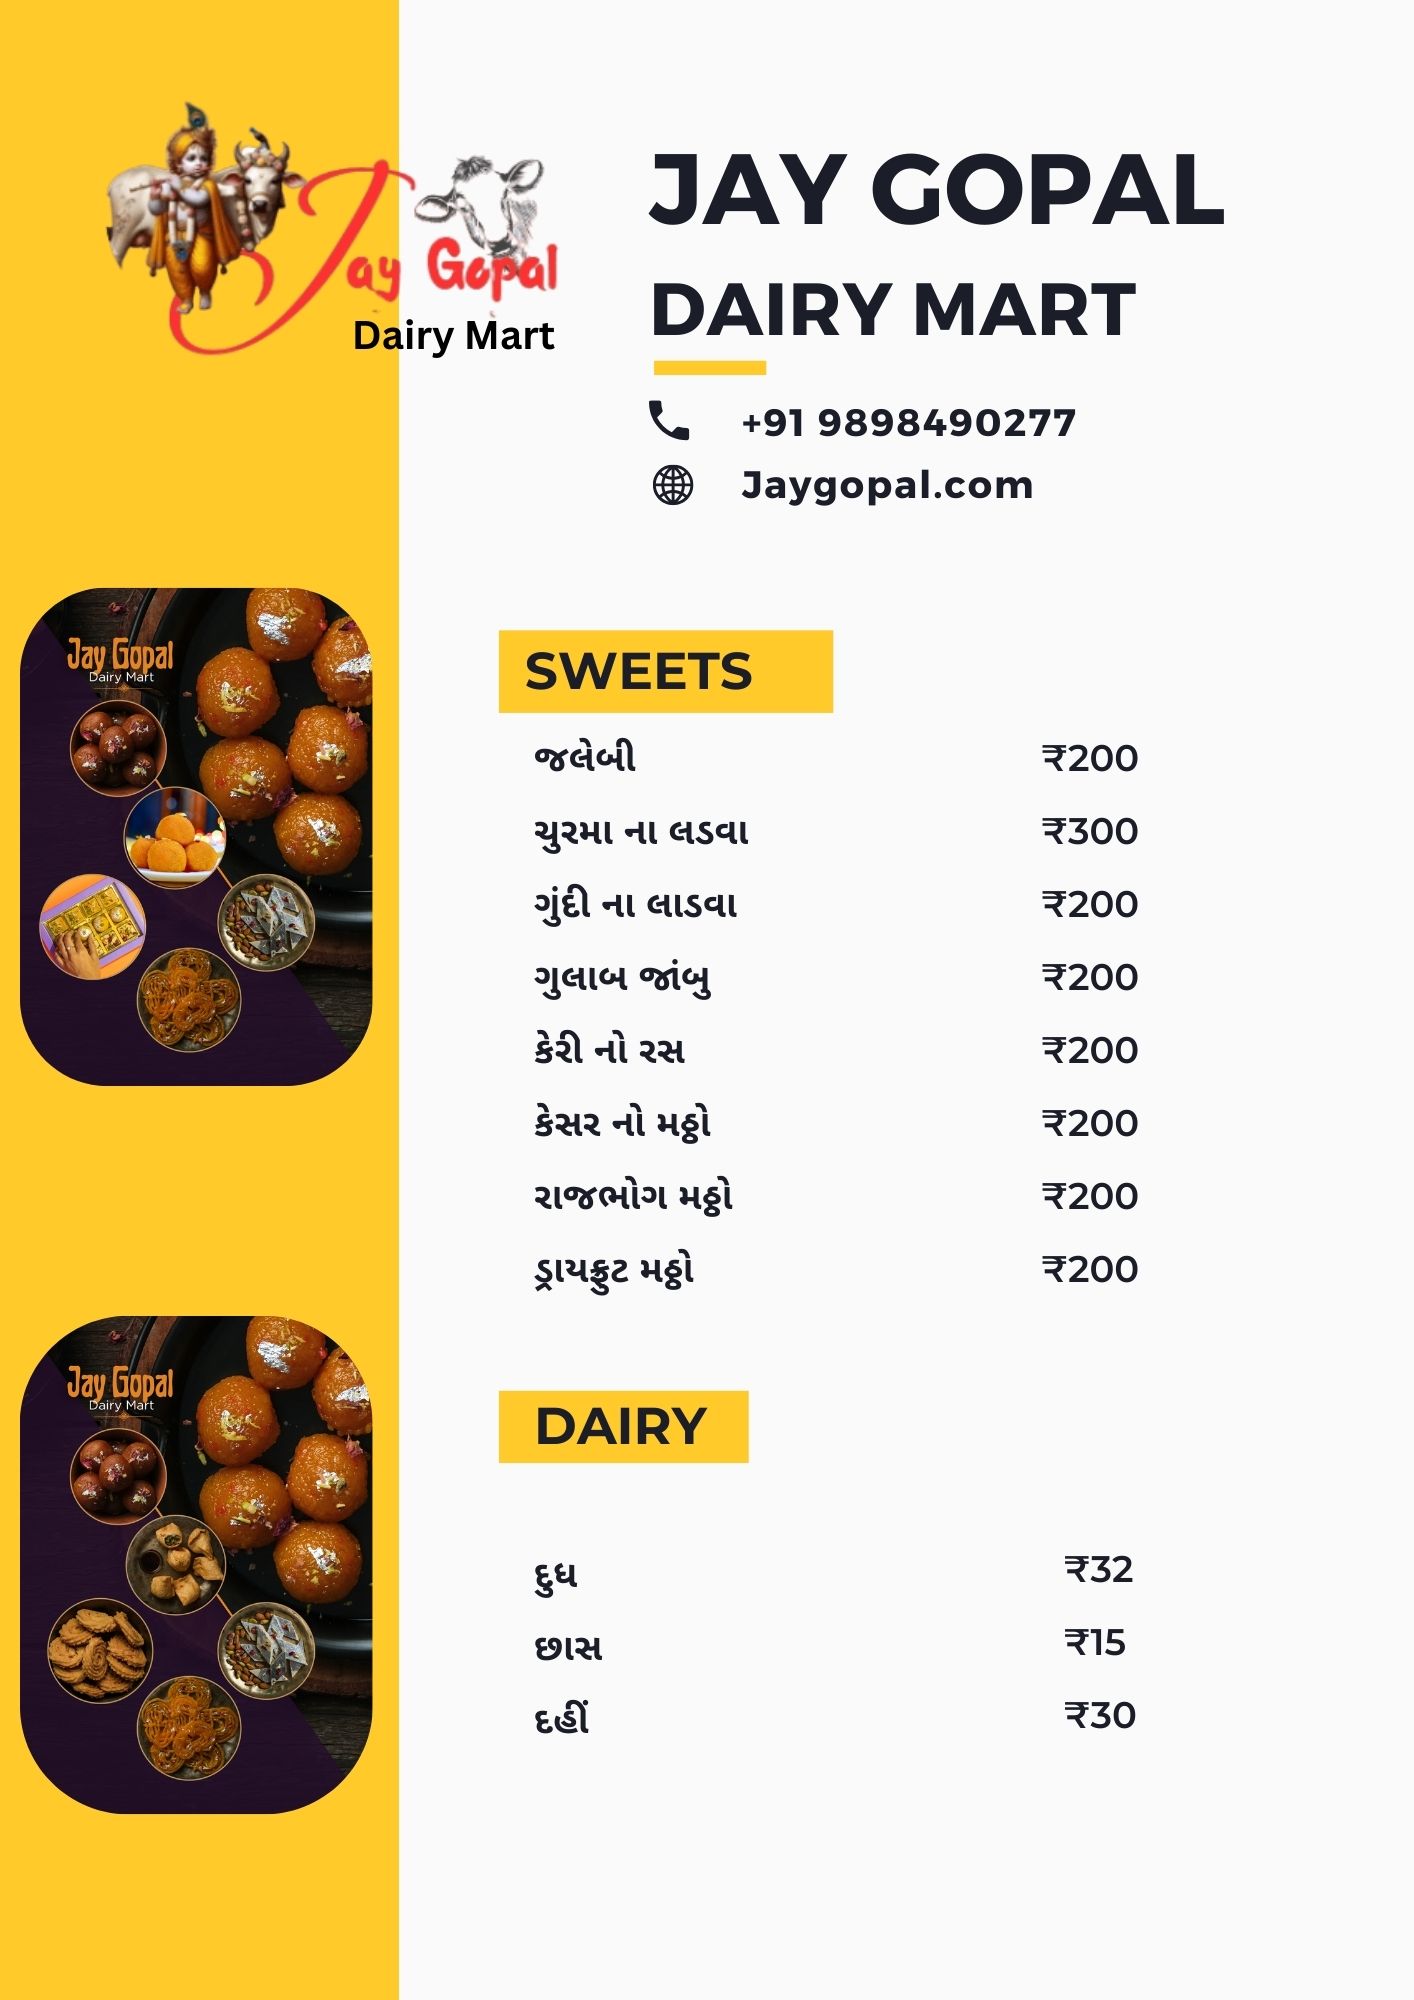 Jay Gopal
Dairy Mart
JAY GOPAL
DAIRY MART
+91 9898490277
Jaygopal.com
Jay Gopal
Dairy Mart
SWEETS
જલેબી ₹200
ચુરમા ના લડવા ₹300
ગુંદી ના લાડવા ₹200
ગુલાબ જાંબુ ₹200
કેરી નો રસ ₹200
કેસર નો મઠ્ઠો ₹200
રાજભોગ મઠ્ઠો ₹200
ડ્રાયફ્રુટ મઠ્ઠો ₹200
Jay Gopal
Dairy Mart
DAIRY
દુધ ₹32
છાસ ₹15
દહીં ₹30